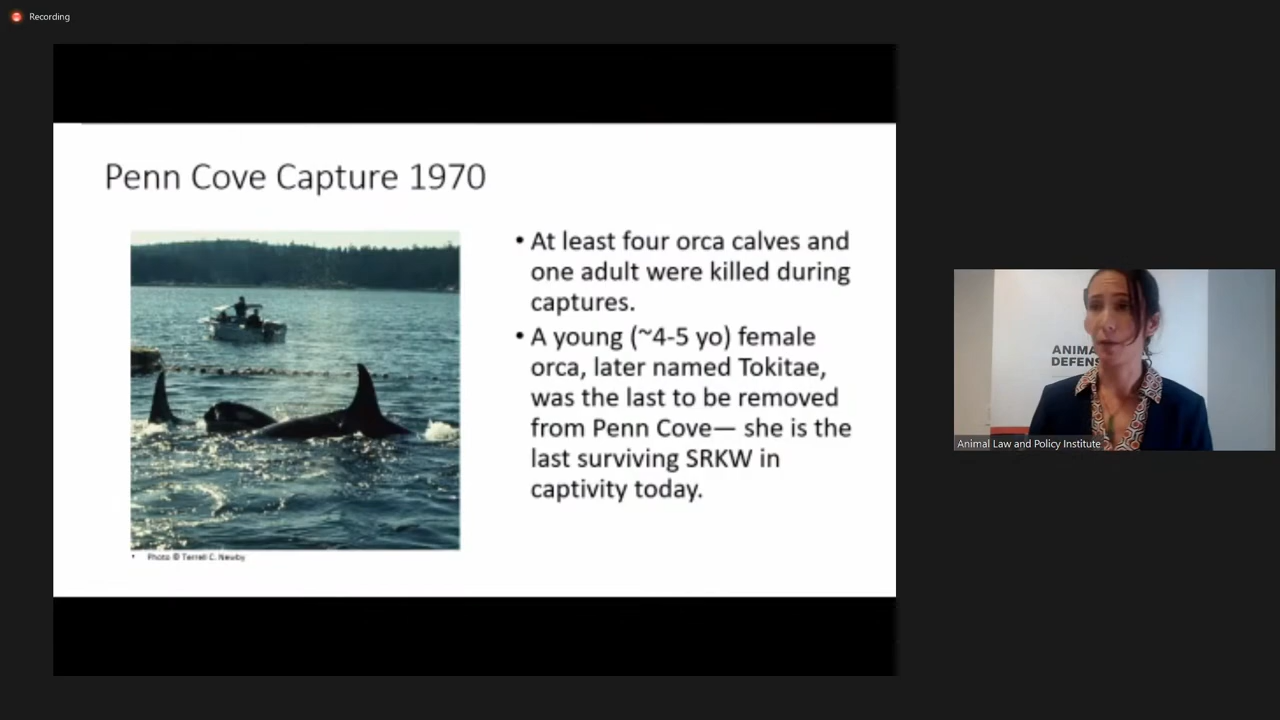 Recording
Penn Cove Capture 1970
• At least four orca calves and
one adult were killed during
captures.
• A young (~4-5 yo) female
orca, later named Tokitae,
was the last to be removed
from Penn Cove— she is the
last surviving SRKW in
captivity today.
• Photo © Terrell C. Newby
ANIMA
DEFENS
Animal Law and Policy Institute